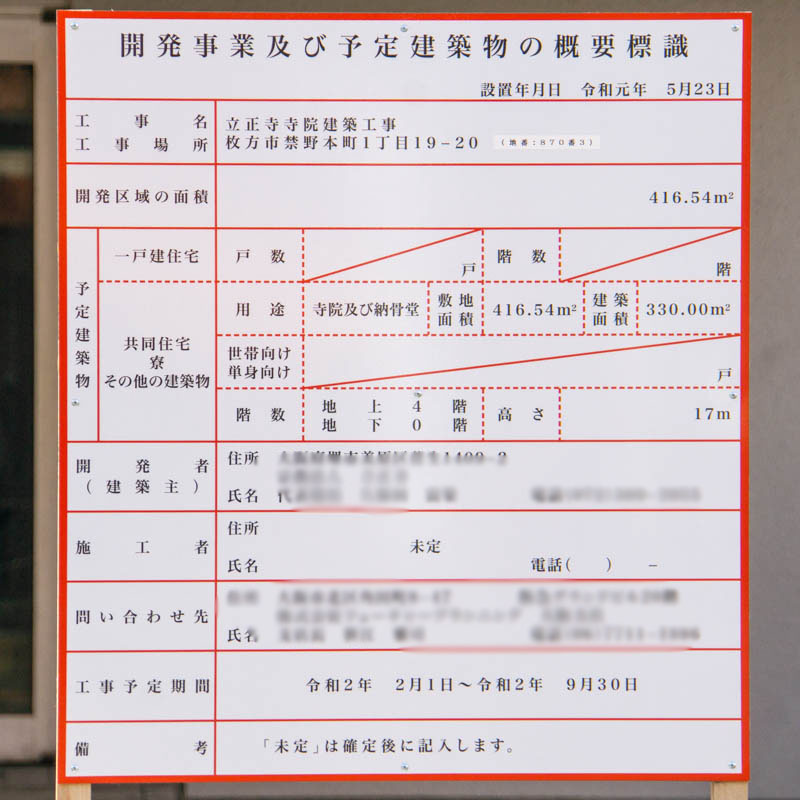 開発事業及び予定建築物の概要標識
設置年月日 令和元年 5月23日
工事名 立正寺寺院建築工事
工事場所 枚方市禁野本町1丁目19-20 (地番:870番3)
開発区域の面積 416.54m²
予定建築物
一戸建住宅 戸数 戸 階数 階
共同住宅
寮
その他の建築物
用途 寺院及び納骨堂 敷地面積 416.54m² 建築面積 330.00m²
世帯向け
単身向け 戸
階数 地上4階
地下0階
高さ 17m
開発者
(建築主)
住所
氏名
施工者
住所
未定
氏名 電話( ) -
問い合わせ先
氏名
工事予定期間 令和2年 2月1日~令和2年 9月30日
備考 「未定」は確定後に記入します。